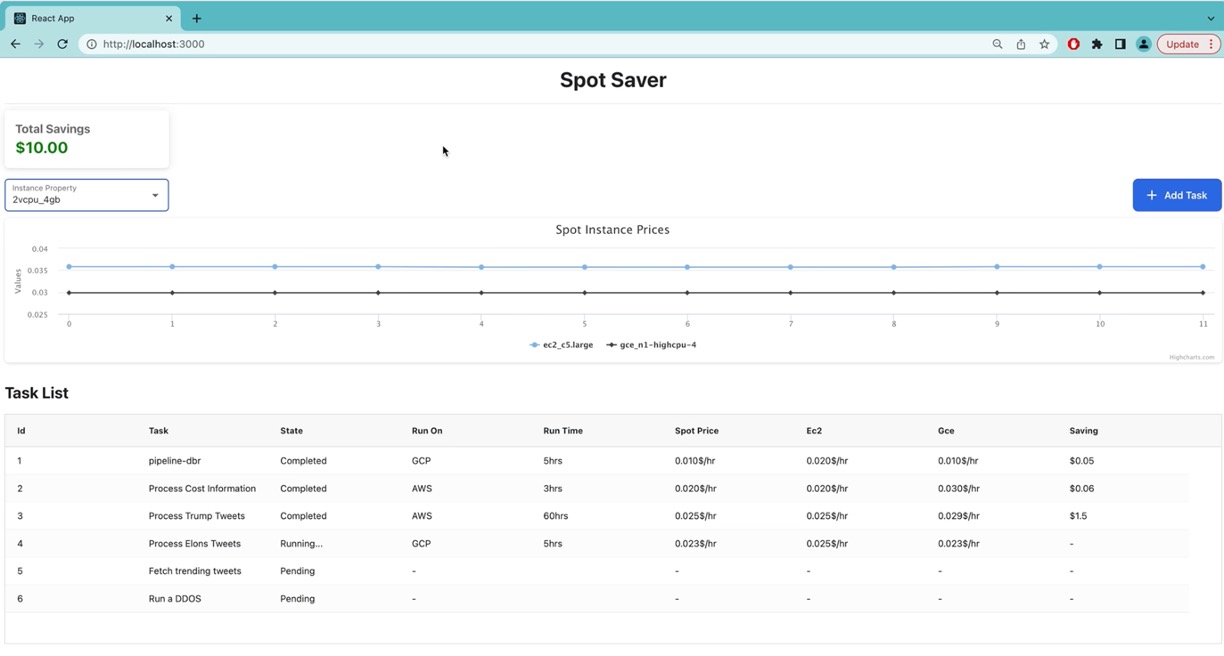 React App
http://localhost:3000
Update
Spot Saver
Total Savings
$10.00
Instance Property
2vcpu_4gb
Add Task
Spot Instance Prices
Values
0.04
0.035
0.03
0.025
0 1 2 3 4 5 6 7 8 9 10 11
ec2_c5.large gce_n1-highcpu-4
Highcharts.com
Task List
Id Task State Run On Run Time Spot Price Ec2 Gce Saving
1 pipeline-dbr Completed GCP 5hrs 0.010$/hr 0.020$/hr 0.010$/hr $0.05
2 Process Cost Information Completed AWS 3hrs 0.020$/hr 0.020$/hr 0.030$/hr $0.06
3 Process Trump Tweets Completed AWS 60hrs 0.025$/hr 0.025$/hr 0.029$/hr $1.5
4 Process Elons Tweets Running... GCP 5hrs 0.023$/hr 0.025$/hr 0.023$/hr -
5 Fetch trending tweets Pending - - - - -
6 Run a DDOS Pending - - - - -